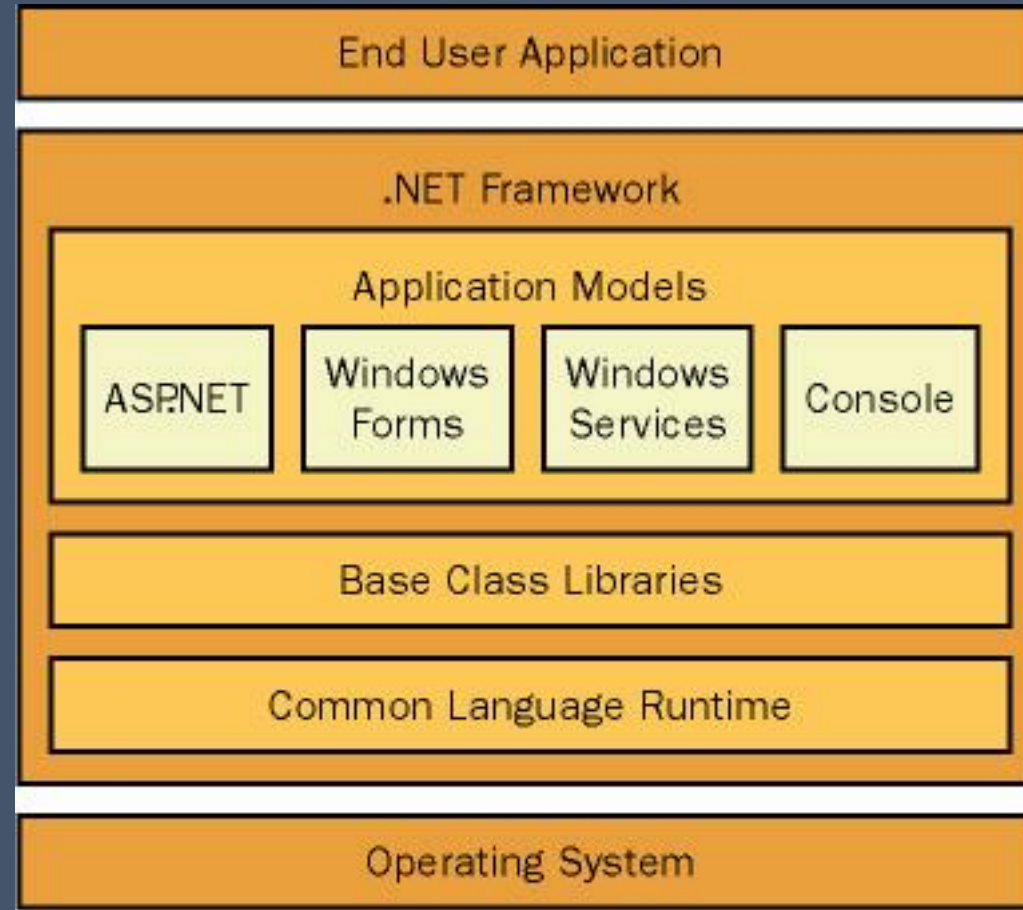 End User Application
.NET Framework
Application Models
ASP.NET
Windows
Forms
Windows
Services
Console
Base Class Libraries
Common Language Runtime
Operating System